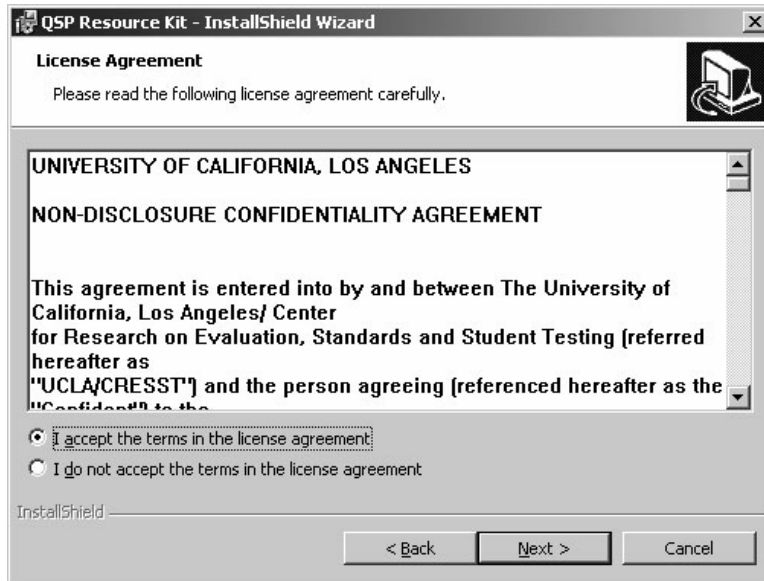 QSP Resource Kit - InstallShield Wizard
License Agreement
Please read the following license agreement carefully.
UNIVERSITY OF CALIFORNIA, LOS ANGELES
NON-DISCLOSURE CONFIDENTIALITY AGREEMENT
This agreement is entered into by and between The University of
California, Los Angeles/ Center
for Research on Evaluation, Standards and Student Testing (referred
hereafter as
"UCLA/CRESST") and the person agreeing (referenced hereafter as the
"Confident") to the
I accept the terms in the license agreement
I do not accept the terms in the license agreement
InstallShield
< Back
Next >
Cancel